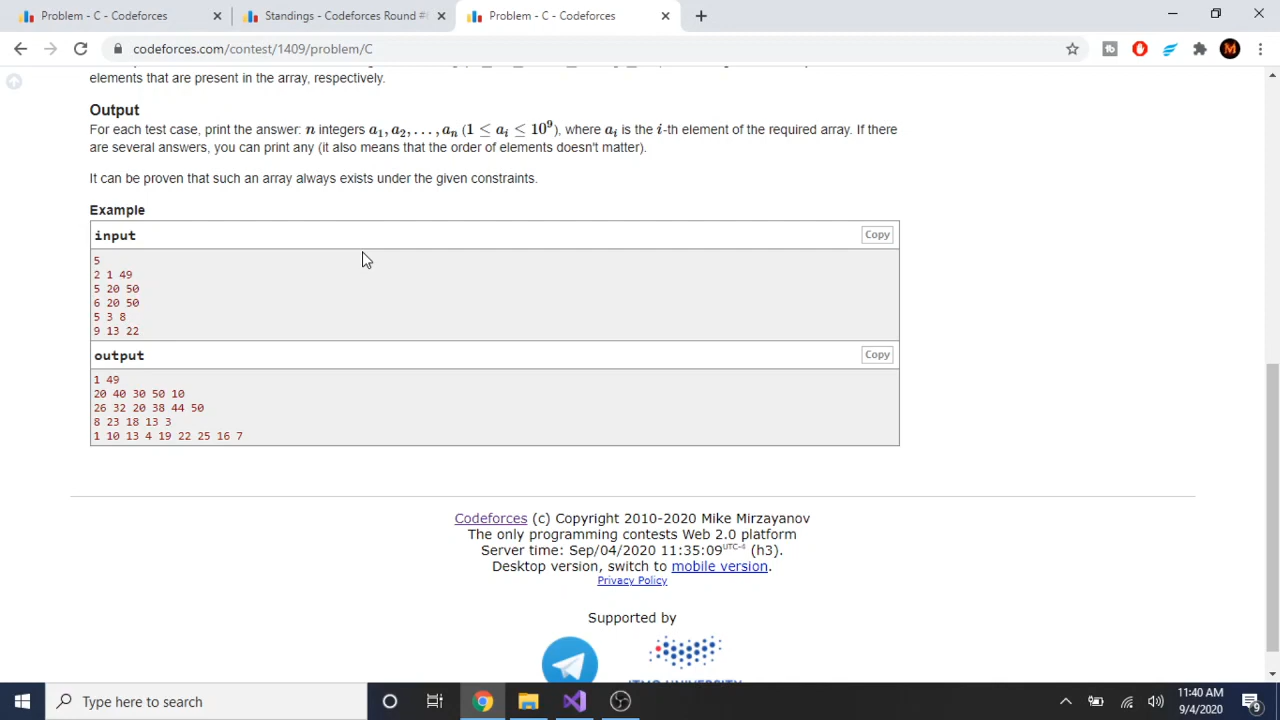 Problem - C - Codeforces
Standings - Codeforces Round #
Problem - C - Codeforces
codeforces.com/contest/1409/problem/C
elements that are present in the array, respectively.
Output
For each test case, print the answer: n integers a1, a2, …, an (1 ≤ ai ≤ 10^9), where ai is the i-th element of the required array. If there
are several answers, you can print any (it also means that the order of elements doesn't matter).
It can be proven that such an array always exists under the given constraints.
Example
input
Copy
5
2 1 49
5 20 50
6 20 50
5 3 8
9 13 22
output
Copy
1 49
20 40 30 50 10
26 32 20 38 44 50
8 23 18 13 3
1 10 13 4 19 22 25 16 7
Codeforces (c) Copyright 2010-2020 Mike Mirzayanov
The only programming contests Web 2.0 platform
Server time: Sep/04/2020 11:35:09 UTC-4 (h3).
Desktop version, switch to mobile version.
Privacy Policy
Supported by
ITMO UNIVERSITY
Type here to search
11:40 AM
9/4/2020
9
M